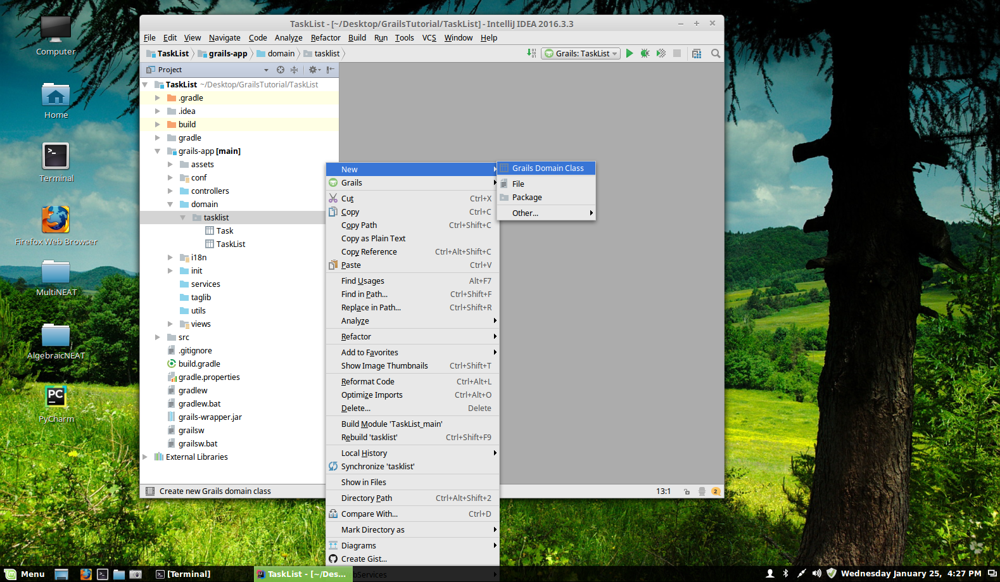 Computer
Home
Terminal
Firefox Web Browser
MultiNEAT
AlgebraicNEAT
PC
PyCharm
TaskList - [~/Desktop/GrailsTutorial/TaskList] - IntelliJ IDEA 2016.3.3
File Edit View Navigate Code Analyze Refactor Build Run Tools VCS Window Help
TaskList grails-app domain tasklist Grails: TaskList
Project
TaskList ~/Desktop/GrailsTutorial/TaskList
.gradle
.idea
build
gradle
grails-app [main]
assets
conf
controllers
domain
tasklist
Task
TaskList
i18n
init
services
taglib
utils
views
src
.gitignore
build.gradle
gradle.properties
gradlew
gradlew.bat
grails-wrapper.jar
grailsw
grailsw.bat
External Libraries
New
Grails
Cut Ctrl+X
Copy Ctrl+C
Copy Path Ctrl+Shift+C
Copy as Plain Text
Copy Reference Ctrl+Alt+Shift+C
Paste Ctrl+V
Find Usages Alt+F7
Find in Path... Ctrl+Shift+F
Replace in Path... Ctrl+Shift+R
Analyze
Refactor
Add to Favorites
Show Image Thumbnails Ctrl+Shift+T
Reformat Code Ctrl+Alt+L
Optimize Imports Ctrl+Alt+O
Delete... Delete
Build Module 'TaskList_main'
Rebuild 'tasklist' Ctrl+Shift+F9
Local History
Synchronize 'tasklist'
Show in Files
Directory Path Ctrl+Alt+Shift+2
Compare With... Ctrl+D
Mark Directory as
Diagrams
Create Gist...
Grails Domain Class
File
Package
Other...
Create new Grails domain class
13:1 2
Menu [Terminal] TaskList - [~/Des... Wednesday January 25, 4:27 PM